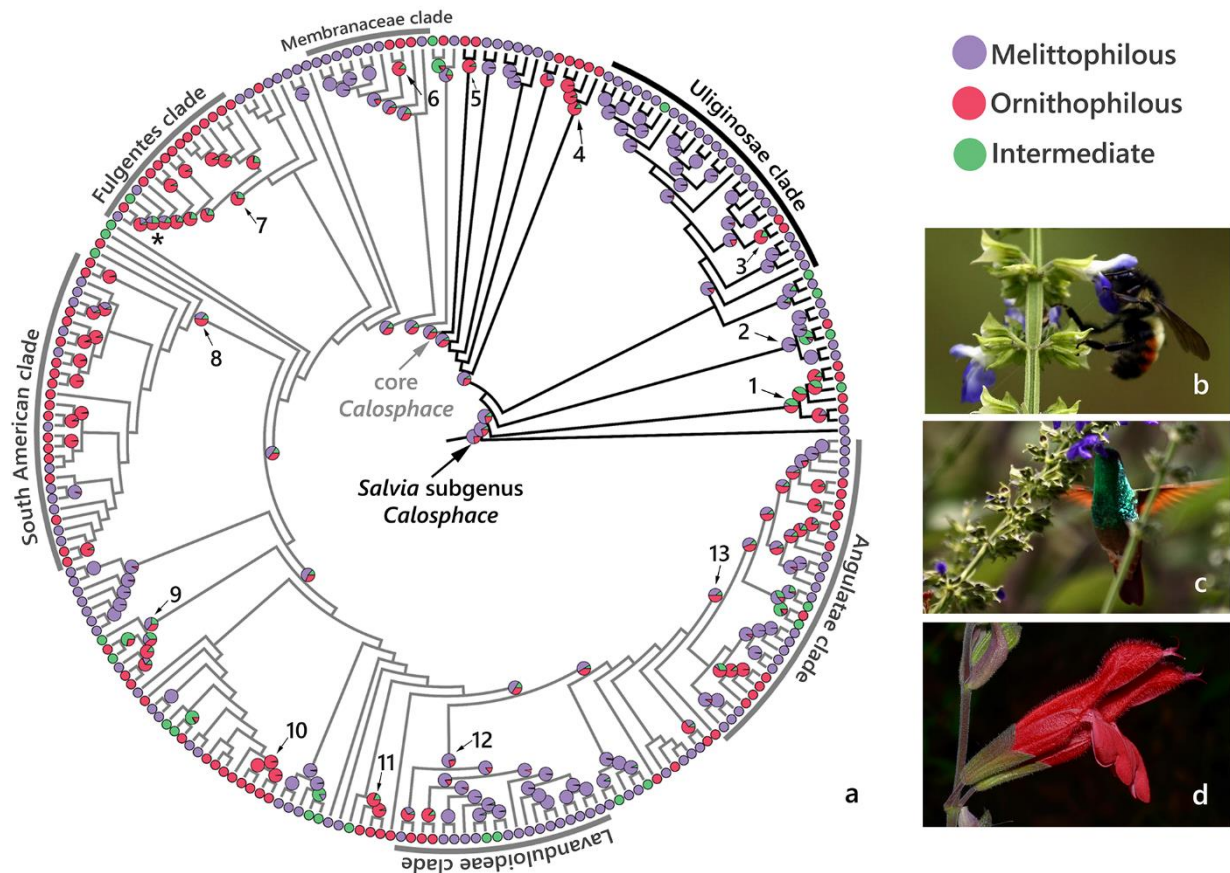 Membranaceae clade
Uliginosae clade
Fulgentes clade
South American clade
Angulatae clade
Lavanduloideae clade
core
Calosphace
Salvia subgenus
Calosphace
1
2
3
4
5
6
7
8
9
10
11
12
13
*
a
Melittophilous
Ornithophilous
Intermediate
b
c
d